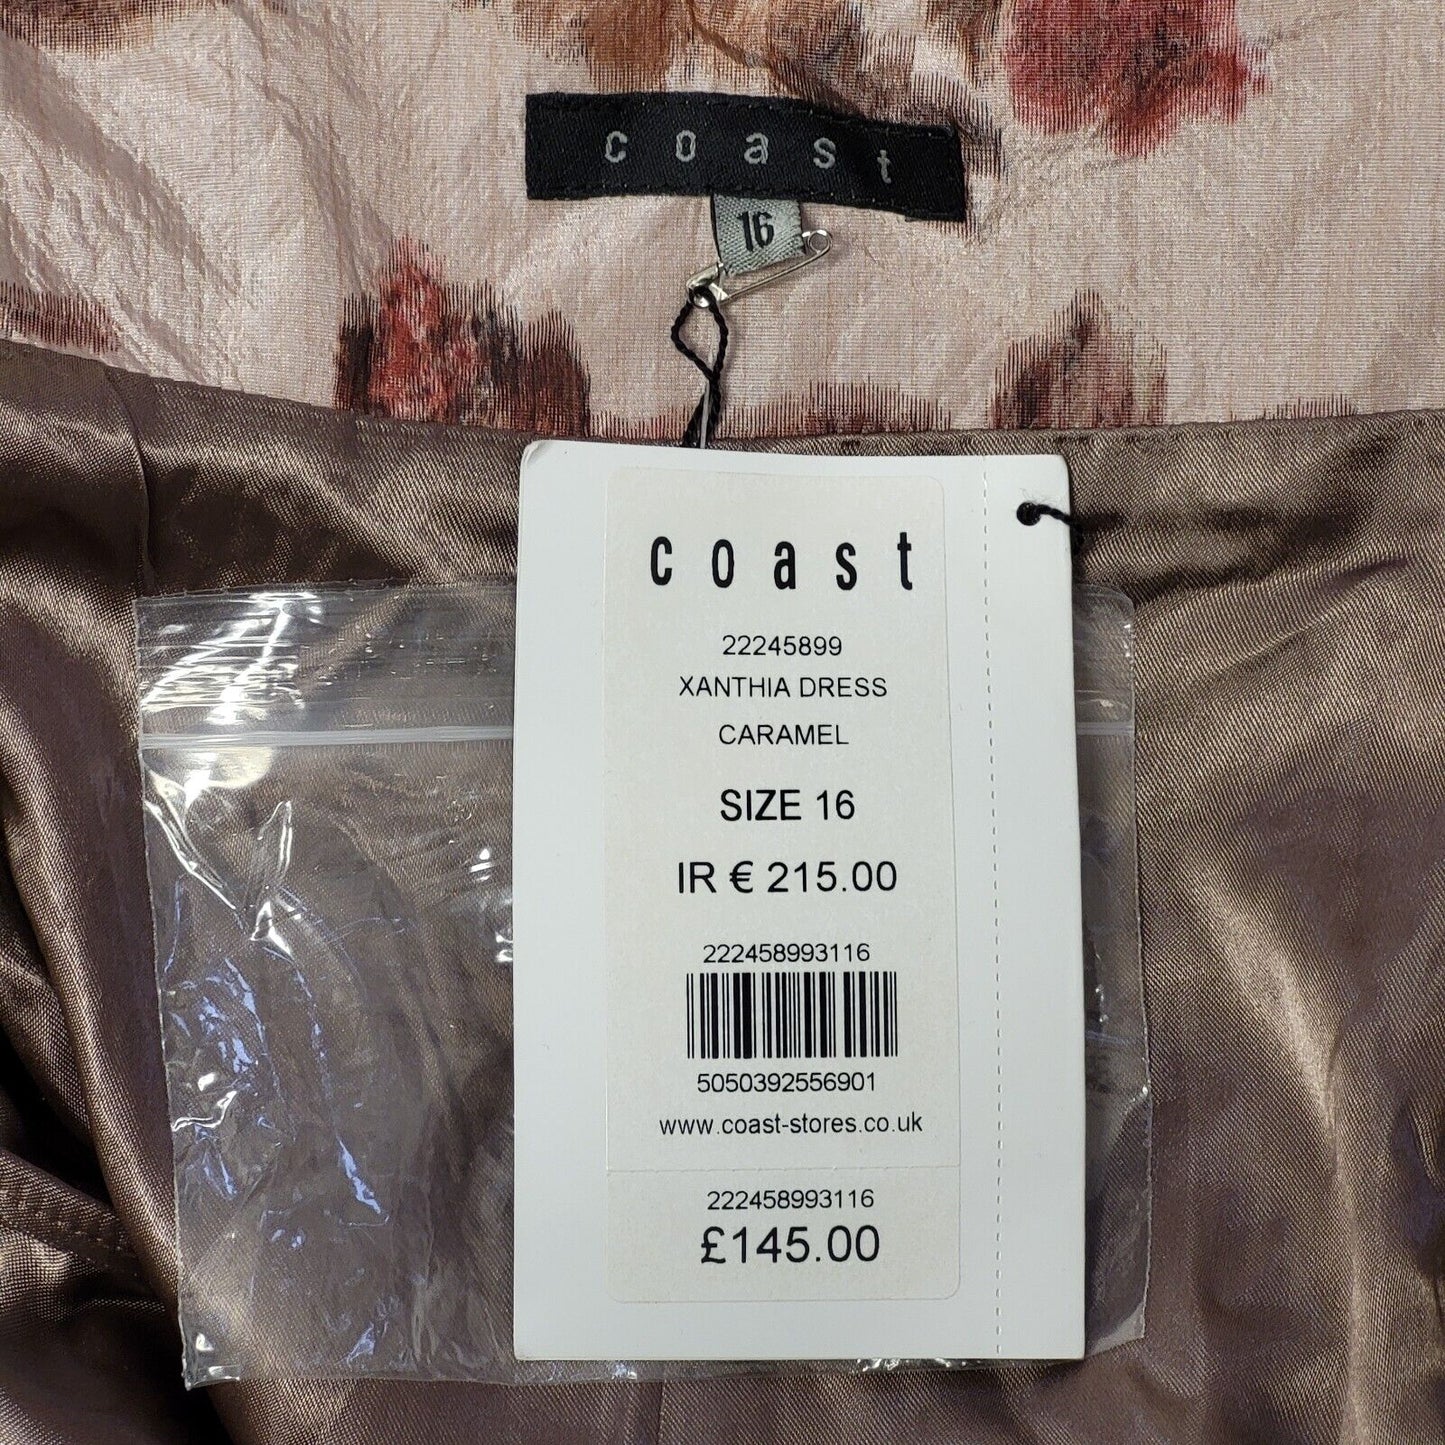 coast
16
coast
22245899
XANTHIA DRESS
CARAMEL
SIZE 16
IR € 215.00
222458993116
5050392556901
www.coast-stores.co.uk
222458993116
£145.00